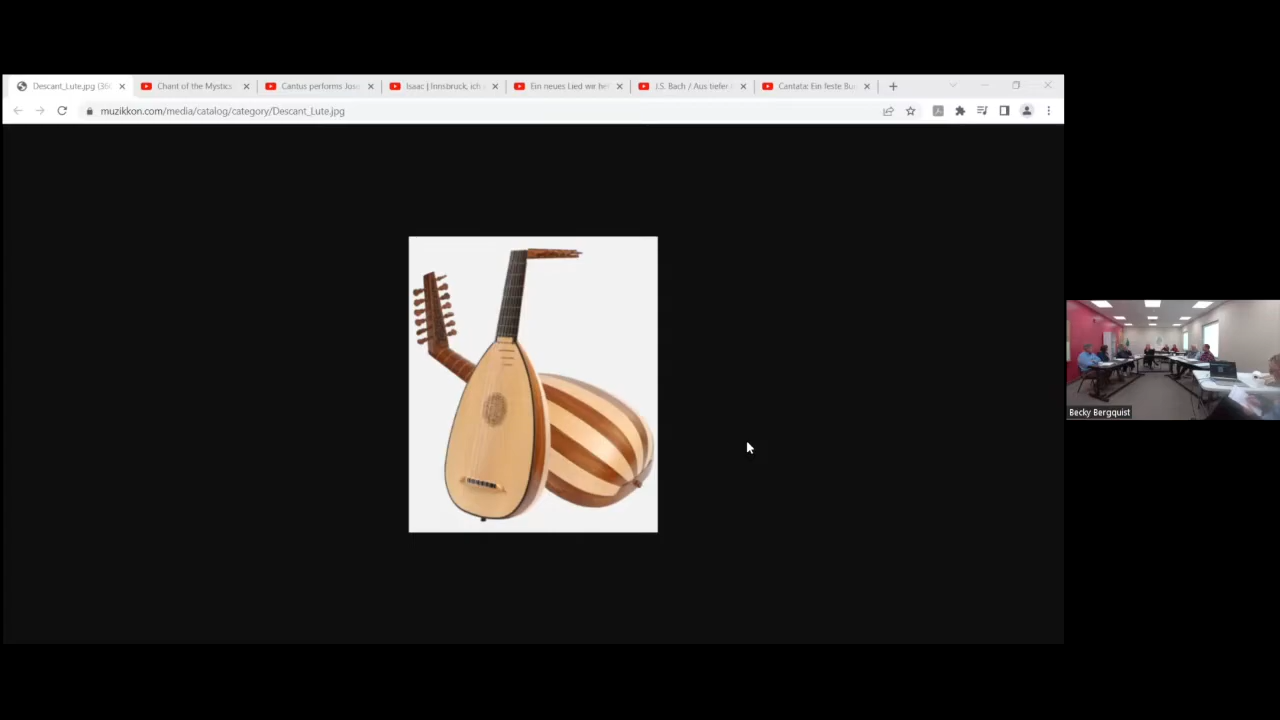 Descant_Lute.jpg (36
Chant of the Mystics
Cantus performs Jos
Isaac | Innsbruck, ich
Ein neues Lied wir he
J.S. Bach / Aus tiefer
Cantata: Ein feste Bu
muzikkon.com/media/catalog/category/Descant_Lute.jpg
Becky Bergquist